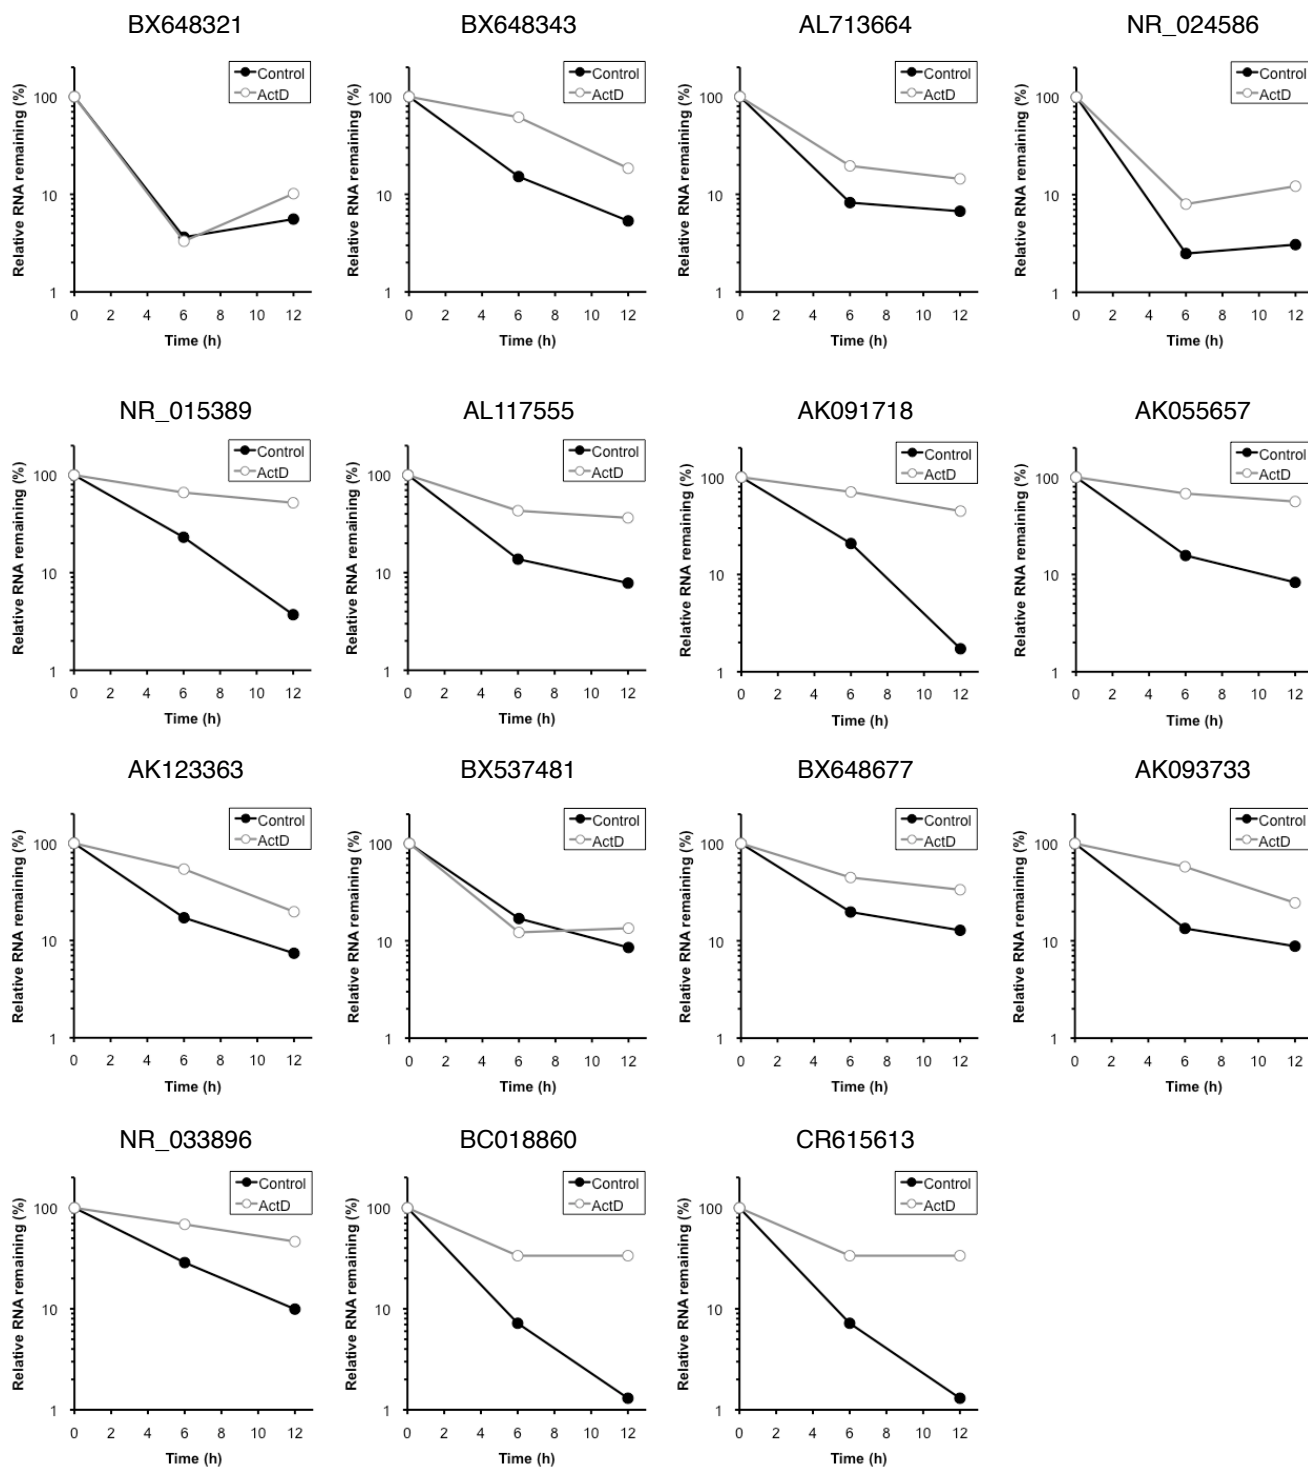 BX648321
Relative RNA remaining (%)
100
10
1
0 2 4 6 8 10 12
Time (h)
Control
ActD
BX648343
Relative RNA remaining (%)
100
10
1
0 2 4 6 8 10 12
Time (h)
Control
ActD
AL713664
Relative RNA remaining (%)
100
10
1
0 2 4 6 8 10 12
Time (h)
Control
ActD
NR_024586
Relative RNA remaining (%)
100
10
1
0 2 4 6 8 10 12
Time (h)
Control
ActD
NR_015389
Relative RNA remaining (%)
100
10
1
0 2 4 6 8 10 12
Time (h)
Control
ActD
AL117555
Relative RNA remaining (%)
100
10
1
0 2 4 6 8 10 12
Time (h)
Control
ActD
AK091718
Relative RNA remaining (%)
100
10
1
0 2 4 6 8 10 12
Time (h)
Control
ActD
AK055657
Relative RNA remaining (%)
100
10
1
0 2 4 6 8 10 12
Time (h)
Control
ActD
AK123363
Relative RNA remaining (%)
100
10
1
0 2 4 6 8 10 12
Time (h)
Control
ActD
BX537481
Relative RNA remaining (%)
100
10
1
0 2 4 6 8 10 12
Time (h)
Control
ActD
BX648677
Relative RNA remaining (%)
100
10
1
0 2 4 6 8 10 12
Time (h)
Control
ActD
AK093733
Relative RNA remaining (%)
100
10
1
0 2 4 6 8 10 12
Time (h)
Control
ActD
NR_033896
Relative RNA remaining (%)
100
10
1
0 2 4 6 8 10 12
Time (h)
Control
ActD
BC018860
Relative RNA remaining (%)
100
10
1
0 2 4 6 8 10 12
Time (h)
Control
ActD
CR615613
Relative RNA remaining (%)
100
10
1
0 2 4 6 8 10 12
Time (h)
Control
ActD